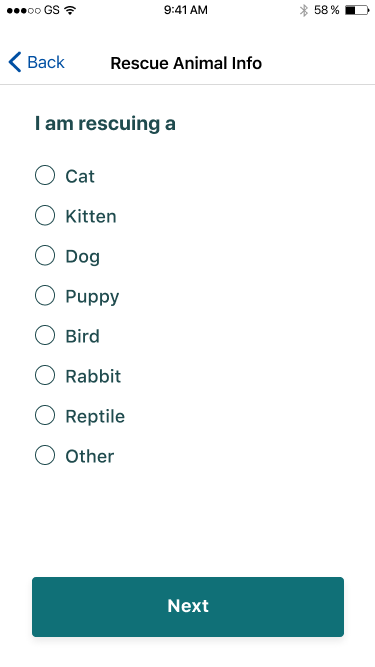 GS 9:41 AM 58 %
Back Rescue Animal Info
I am rescuing a
Cat
Kitten
Dog
Puppy
Bird
Rabbit
Reptile
Other
Next